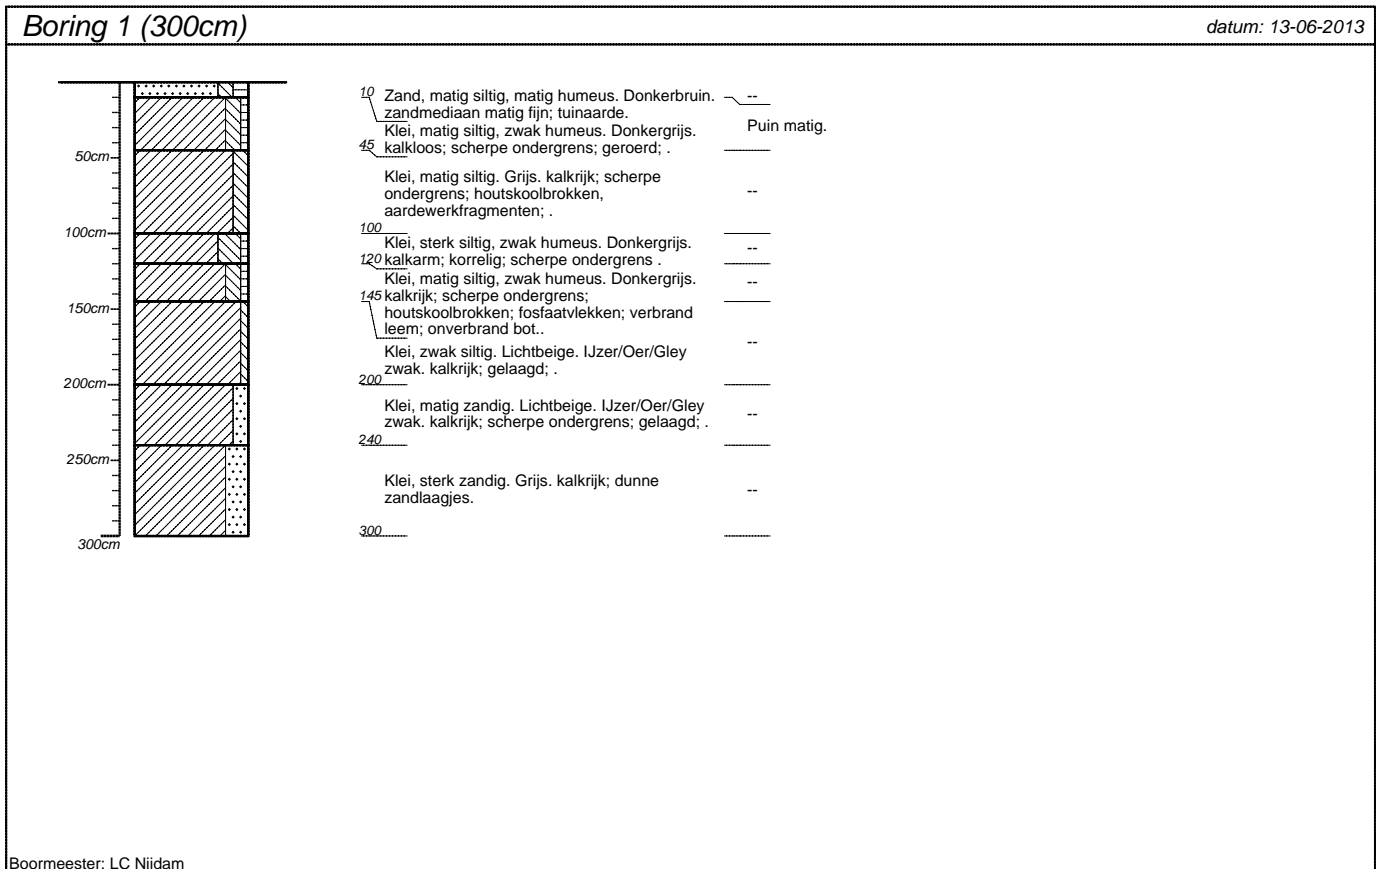 Boring 1 (300cm)
datum: 13-06-2013
50cm
100cm
150cm
200cm
250cm
300cm
10 Zand, matig siltig, matig humeus. Donkerbruin. --
zandmediaan matig fijn; tuinaarde.
Klei, matig siltig, zwak humeus. Donkergrijs. Puin matig.
45 kalkloos; scherpe ondergrens; geroerd; .
Klei, matig siltig. Grijs. kalkrijk; scherpe
ondergrens; houtskoolbrokken, --
aardewerkfragmenten; .
100
Klei, sterk siltig, zwak humeus. Donkergrijs. --
120 kalkarm; korrelig; scherpe ondergrens .
Klei, matig siltig, zwak humeus. Donkergrijs. --
145 kalkrijk; scherpe ondergrens;
houtskoolbrokken; fosfaatvlekken; verbrand
leem; onverbrand bot..
--
Klei, zwak siltig. Lichtbeige. IJzer/Oer/Gley
zwak. kalkrijk; gelaagd; .
200
Klei, matig zandig. Lichtbeige. IJzer/Oer/Gley
zwak. kalkrijk; scherpe ondergrens; gelaagd; . --
240
Klei, sterk zandig. Grijs. kalkrijk; dunne
zandlaagjes. --
300
Boormeester: LC Nijdam